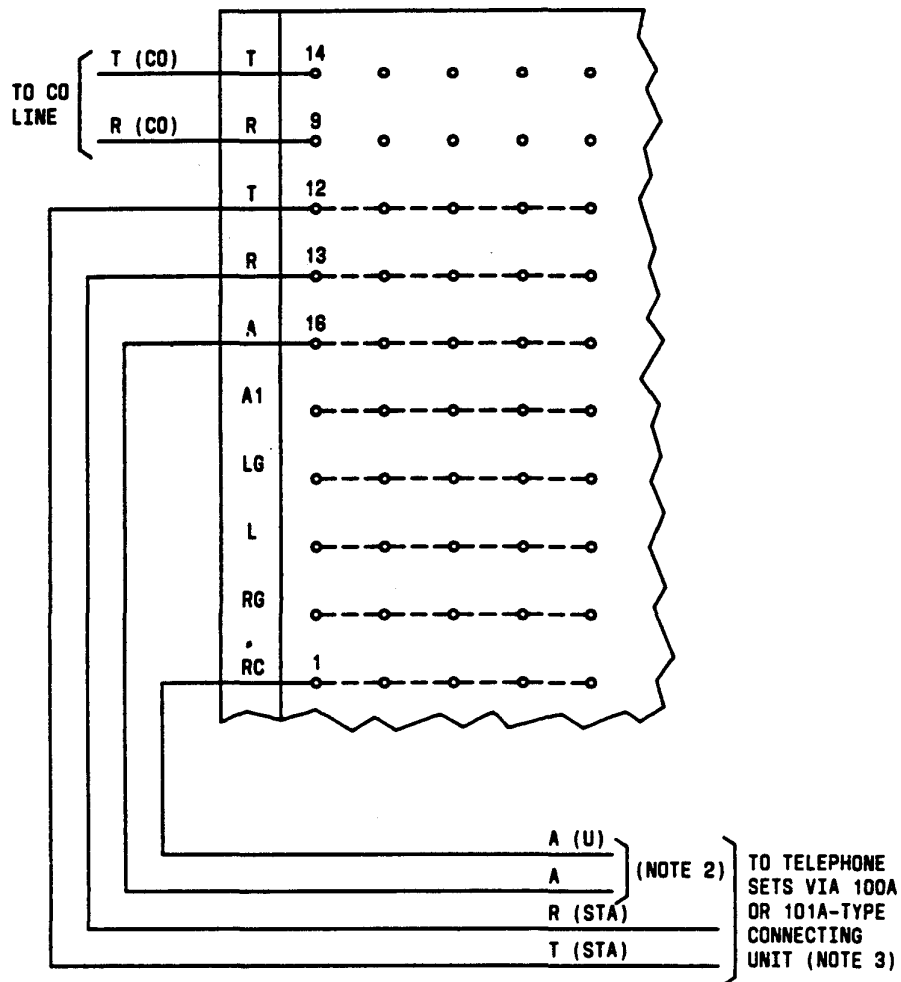 TO CO
LINE
T (CO) T 14
R (CO) R 9
T 12
R 13
A 16
A1
LG
L
RG
RC 1
A (U)
A
(NOTE 2)
R (STA)
T (STA)
TO TELEPHONE
SETS VIA 100A
OR 101A-TYPE
CONNECTING
UNIT (NOTE 3)